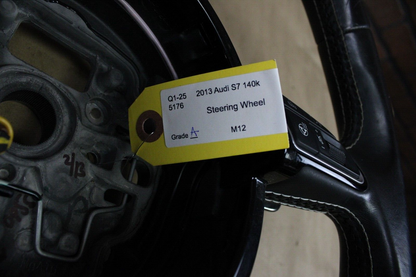 Q1-25 2013 Audi S7 140k
5176
Steering Wheel
Grade A
M12
2/13